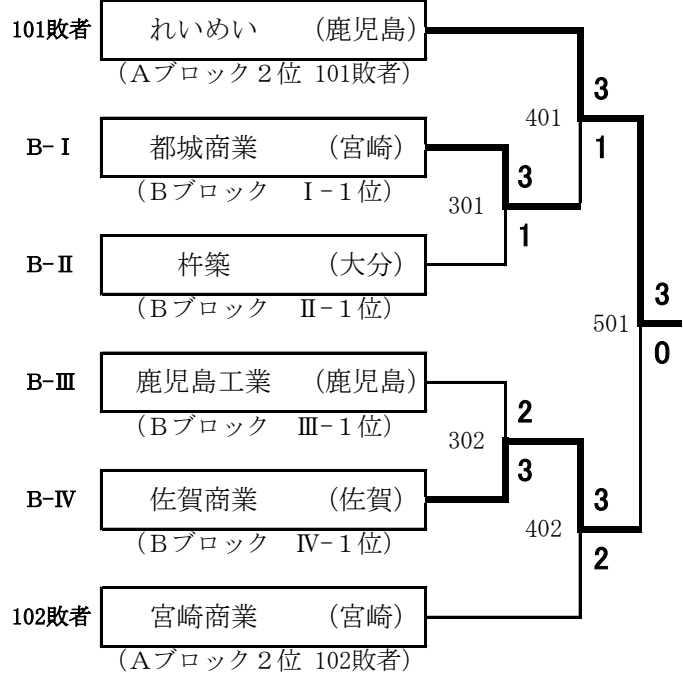 101敗者 れいめい (鹿児島)
(Aブロック2位 101敗者)
3
401
1
B-Ⅰ 都城商業 (宮崎)
(Bブロック Ⅰ-1位)
3
301
1
B-Ⅱ 杵築 (大分)
(Bブロック Ⅱ-1位)
3
501
0
B-Ⅲ 鹿児島工業 (鹿児島)
(Bブロック Ⅲ-1位)
2
302
3
B-Ⅳ 佐賀商業 (佐賀)
(Bブロック Ⅳ-1位)
3
402
2
102敗者 宮崎商業 (宮崎)
(Aブロック2位 102敗者)